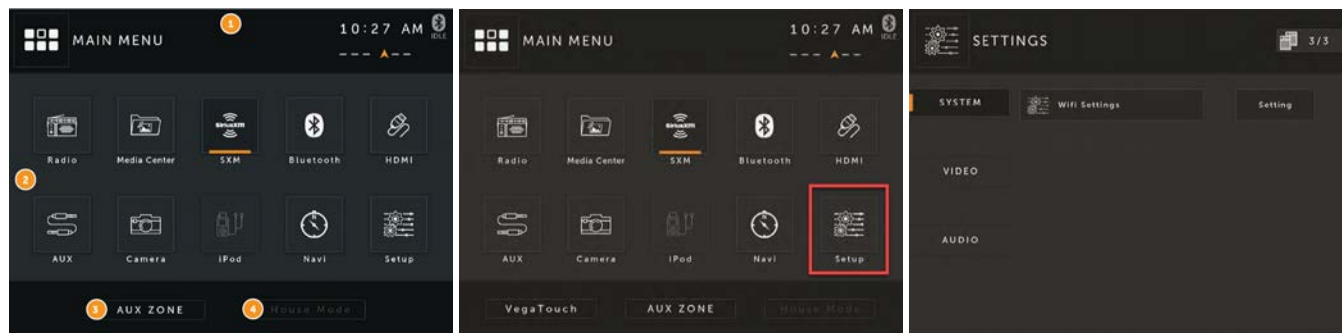 1
MAIN MENU
10:27 AM
IDLE
Radio
Media Center
SiriusXM
SXM
Bluetooth
HDMI
2
AUX
Camera
iPod
Navi
Setup
3
AUX ZONE
4
House Mode
MAIN MENU
10:27 AM
IDLE
Radio
Media Center
SiriusXM
SXM
Bluetooth
HDMI
AUX
Camera
iPod
Navi
Setup
VegaTouch
AUX ZONE
House Mode
SETTINGS
3/3
SYSTEM
Wifi Settings
Setting
VIDEO
AUDIO